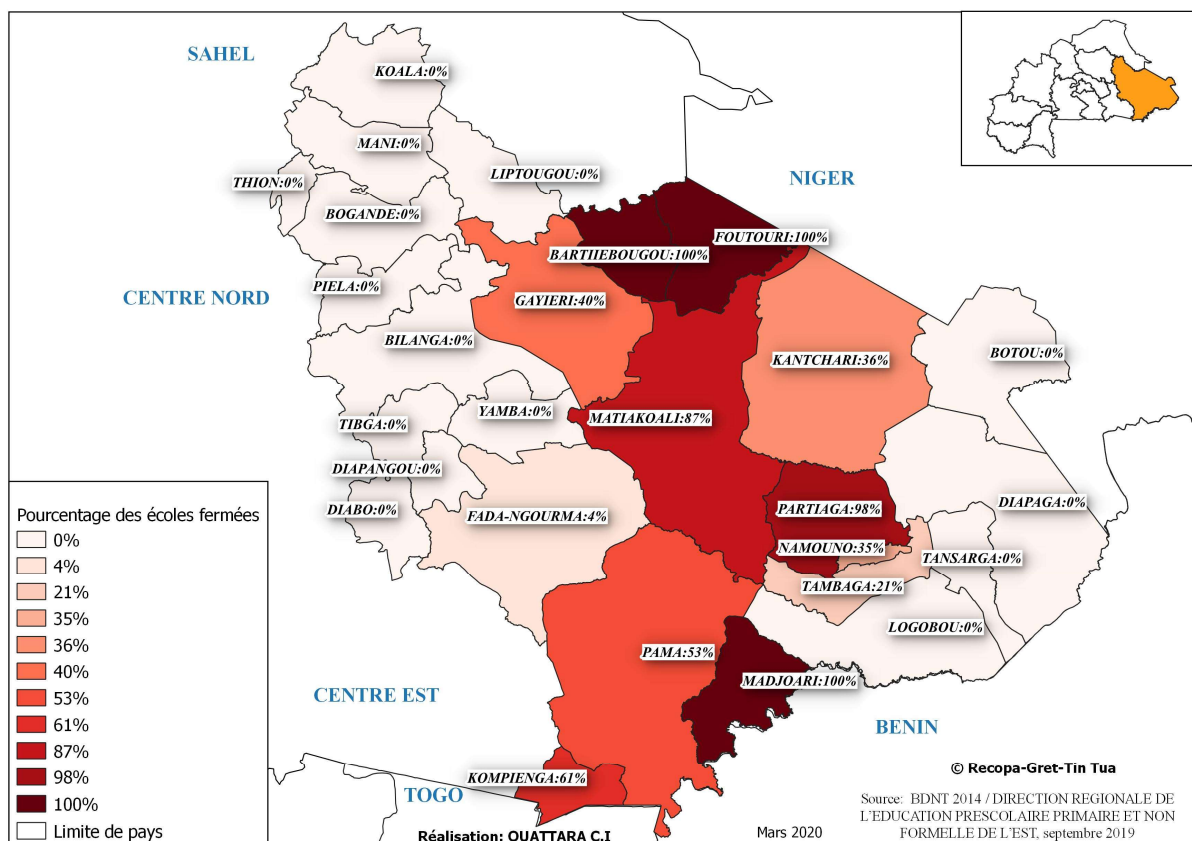 SAHEL
KOALA:0%
MANI:0%
THION:0%
LIPTOUGOU:0%
NIGER
BOGANDE:0%
FOUTOURI:100%
BARTIIEBOUGOU:100%
PIELA:0%
CENTRE NORD
GAYIERI:40%
BILANGA:0%
KANTCHARI:36%
BOTOU:0%
YAMBA:0%
MATIAKOALI:87%
TIBGA:0%
DIAPANGOU:0%
DIABO:0%
FADA-NGOURMA:4%
PARTIAGA:98%
DIAPAGA:0%
NAMOUNO:35%
TANSARGA:0%
TAMBAGA:21%
LOGOBOU:0%
PAMA:53%
MADJOARI:100%
CENTRE EST
BENIN
KOMPIENGA:61%
TOGO
Pourcentage des écoles fermées
0%
4%
21%
35%
36%
40%
53%
61%
87%
98%
100%
Limite de pays
Réalisation: OUATTARA C.I
Mars 2020
© Recopa-Gret-Tin Tua
Source: BDNT 2014 / DIRECTION REGIONALE DE
L'EDUCATION PRESCOLAIRE PRIMAIRE ET NON
FORMELLE DE L'EST, septembre 2019